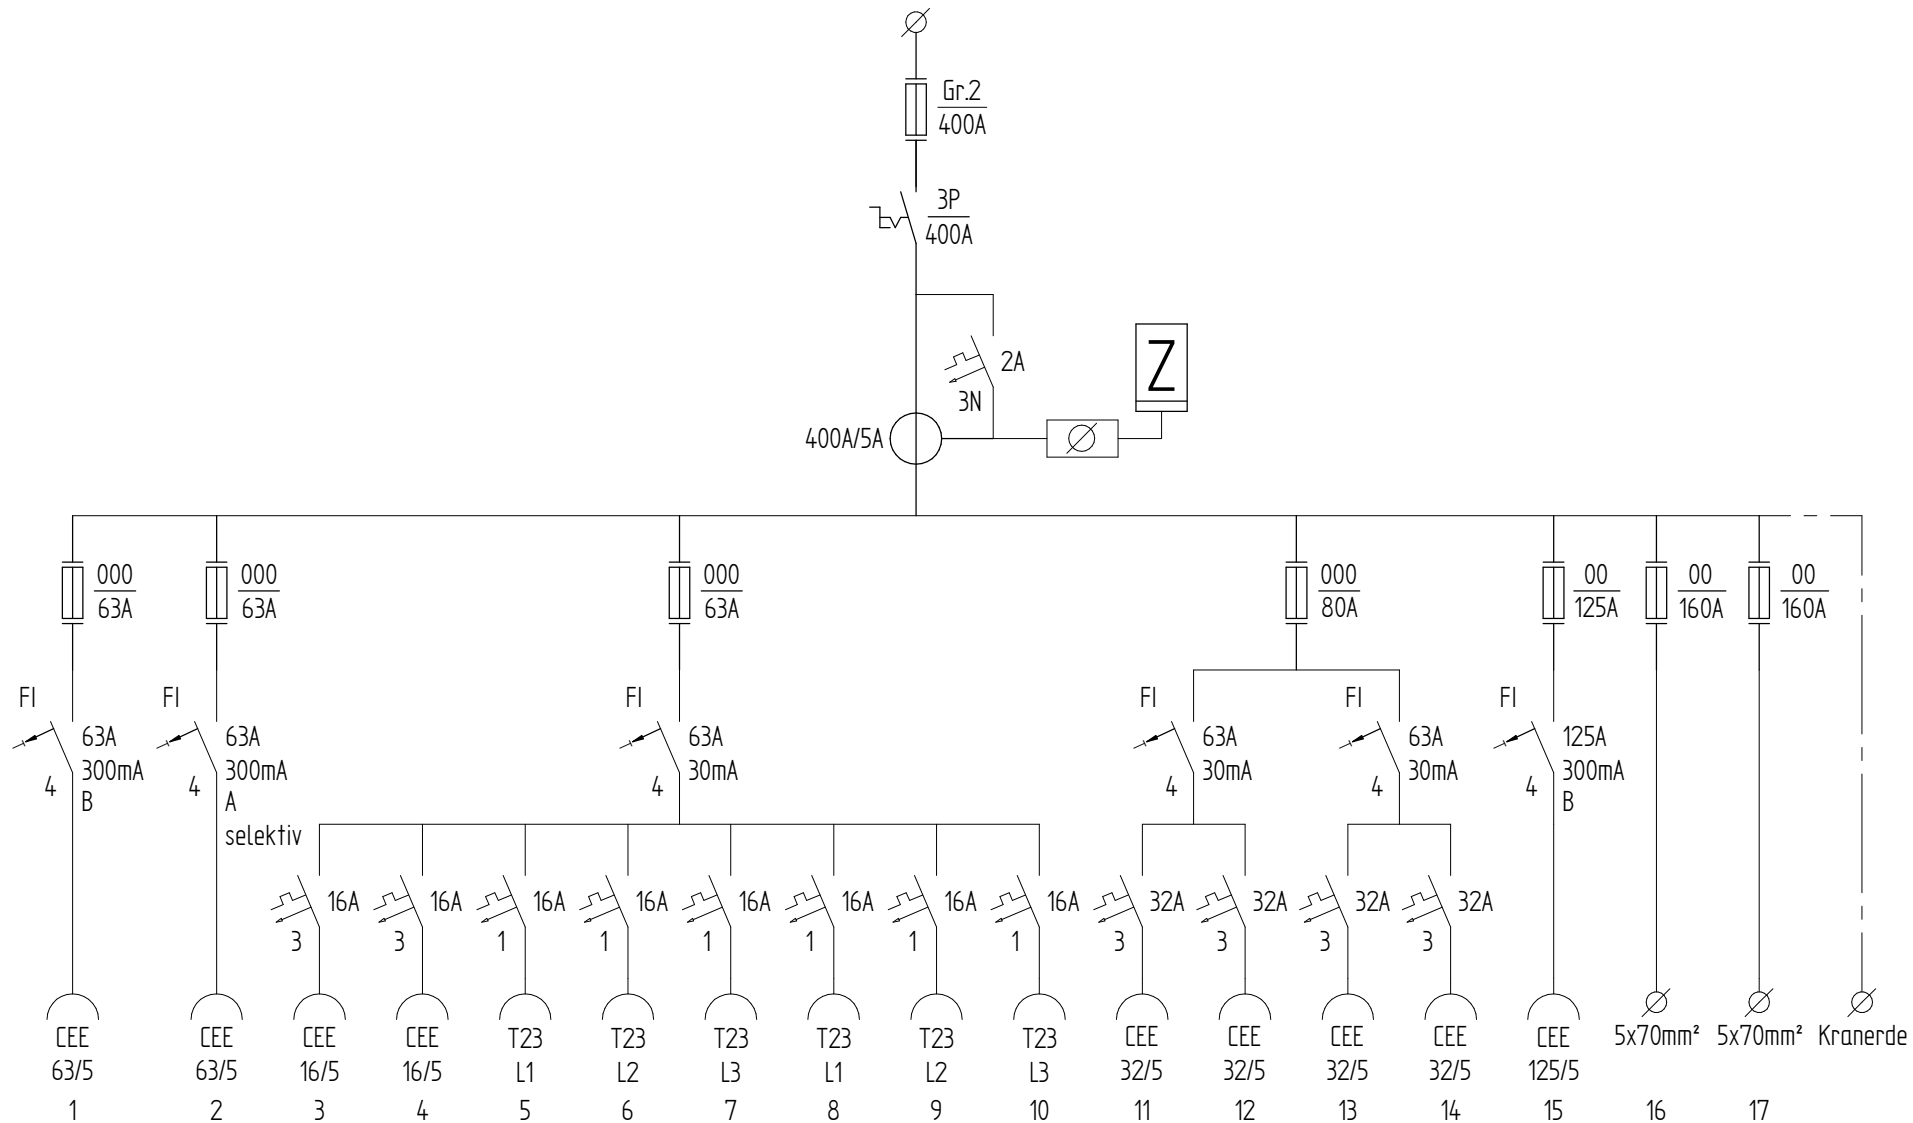 Gr.2
400A
3P
400A
2A
3N
Z
400A/5A
000
63A
000
63A
000
63A
000
80A
00
125A
00
160A
00
160A
FI
63A
300mA
4
B
FI
63A
300mA
4
A
selektiv
FI
63A
30mA
4
FI
63A
30mA
4
FI
63A
30mA
4
FI
125A
300mA
4
B
16A
3
16A
3
16A
1
16A
1
16A
1
16A
1
16A
1
16A
1
32A
3
32A
3
32A
3
32A
3
CEE
63/5
1
CEE
63/5
2
CEE
16/5
3
CEE
16/5
4
T23
L1
5
T23
L2
6
T23
L3
7
T23
L1
8
T23
L2
9
T23
L3
10
CEE
32/5
11
CEE
32/5
12
CEE
32/5
13
CEE
32/5
14
CEE
125/5
15
5x70mm²
16
5x70mm²
17
Kranerde